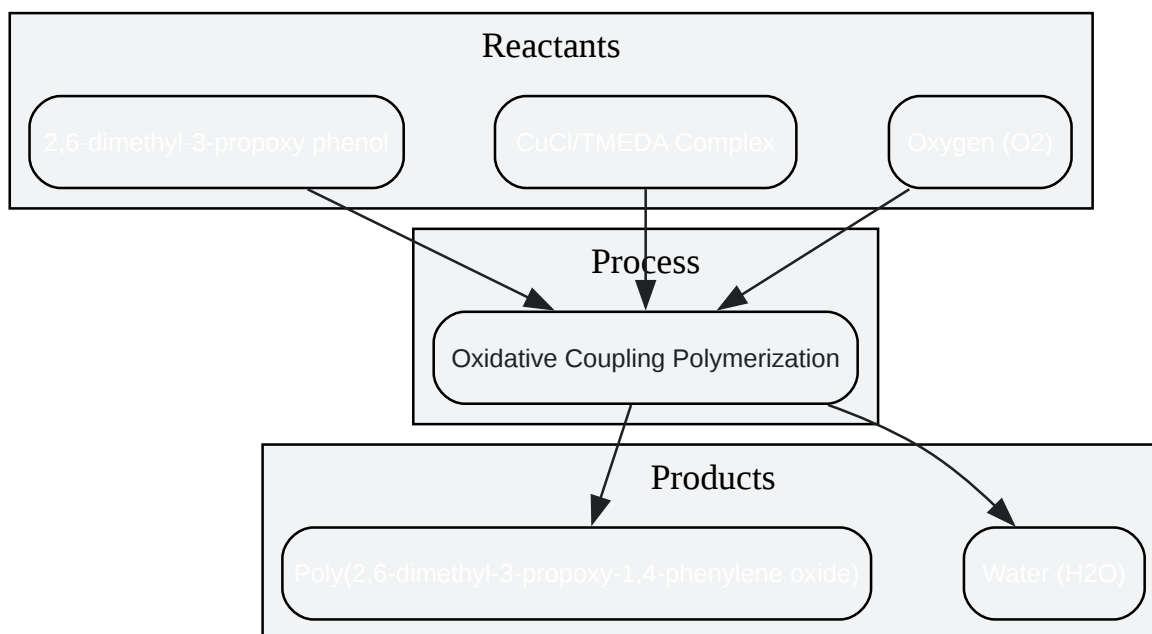 Reactants
2,6-dimethyl-3-propoxy phenol
CuCl/TMEDA Complex
Oxygen (O2)
Process
Oxidative Coupling Polymerization
Products
Poly(2,6-dimethyl-3-propoxy-1,4-phenylene oxide)
Water (H2O)